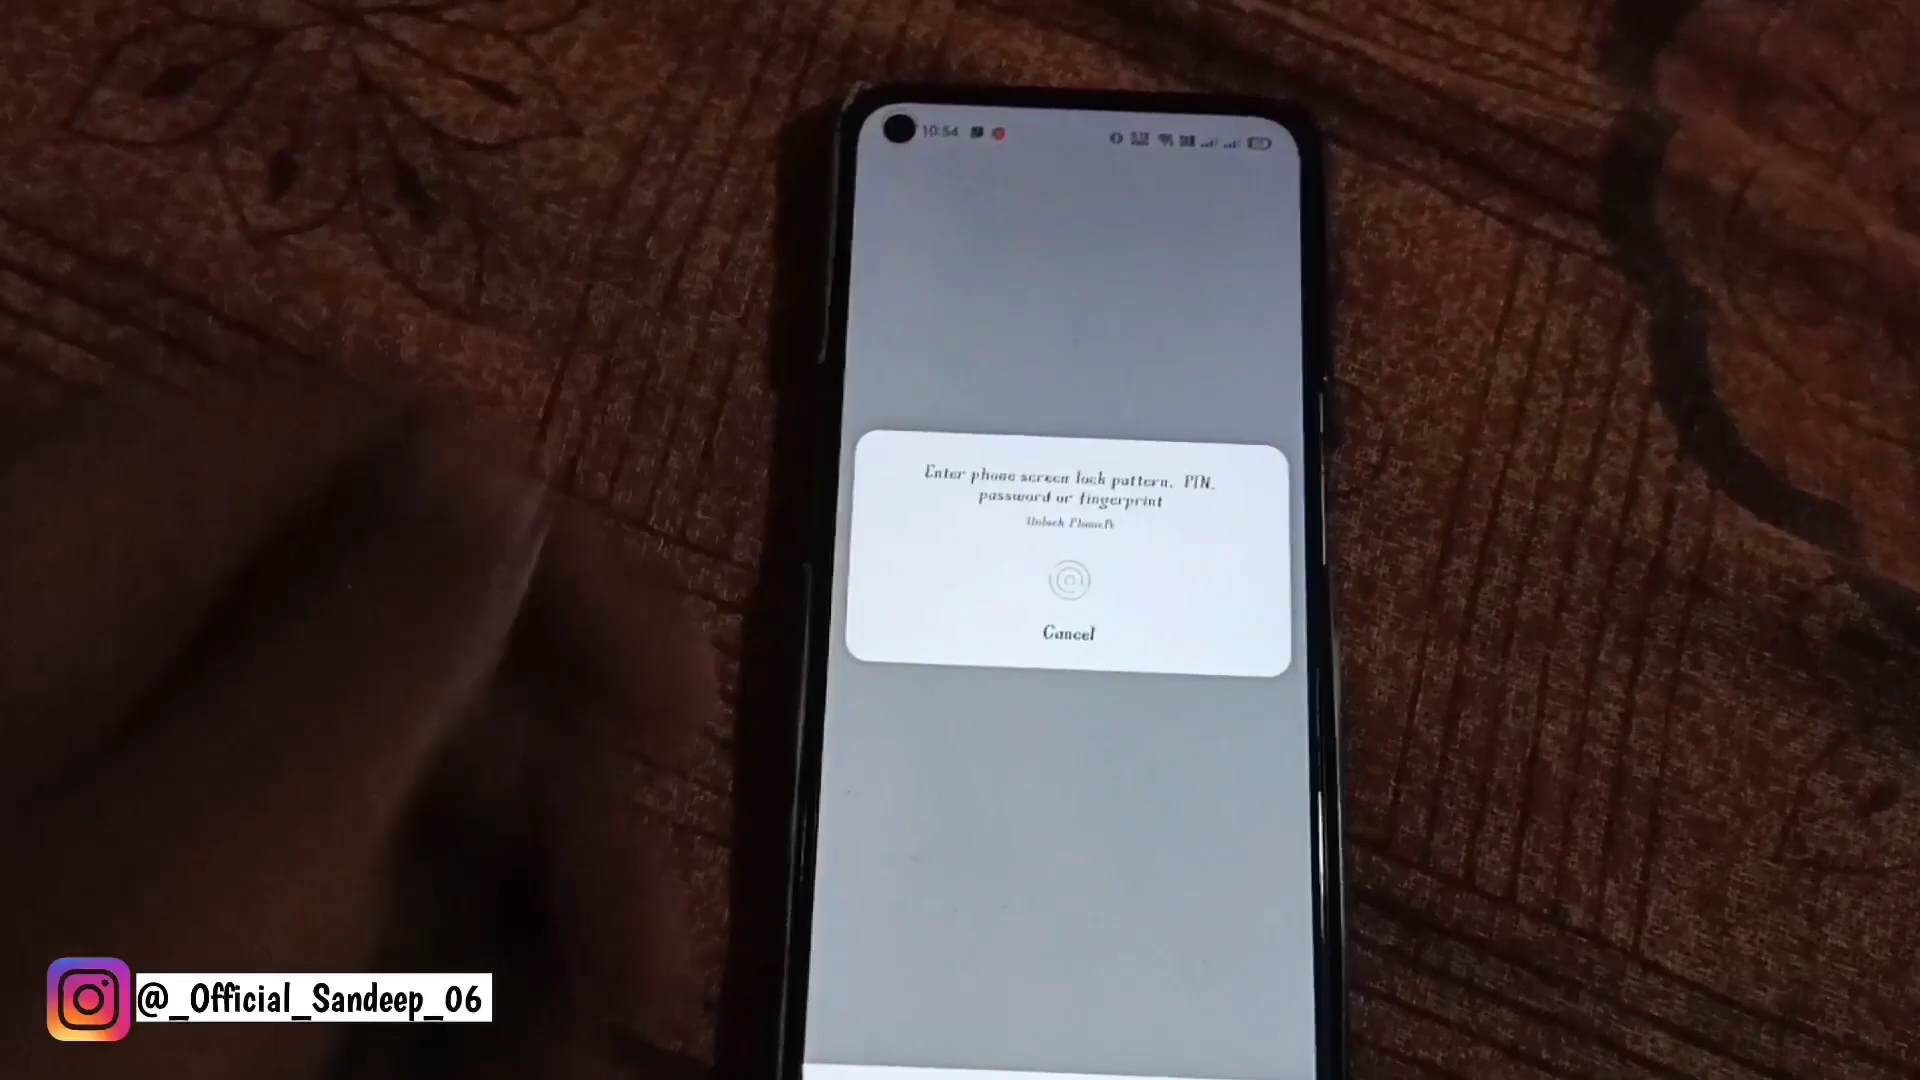 10:54
Enter phone screen lock pattern, PIN,
password or fingerprint
Unlock PhonePe
Cancel
@_Official_Sandeep_06